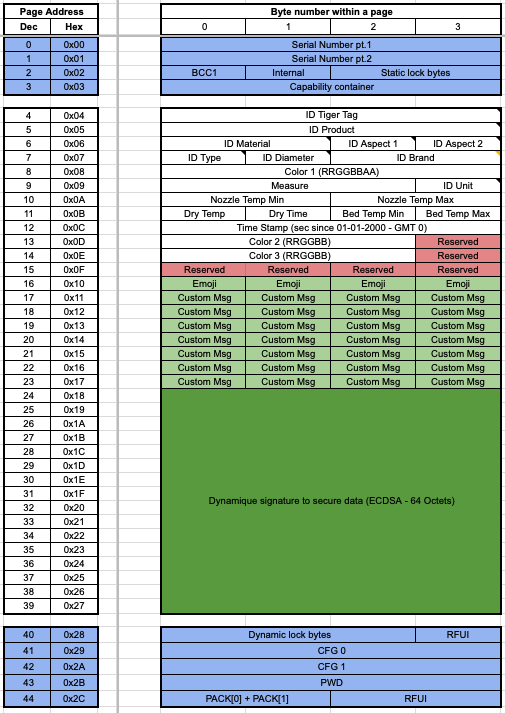 Page Address Byte number within a page
Dec Hex 0 1 2 3
0 0x00 Serial Number pt.1
1 0x01 Serial Number pt.2
2 0x02 BCC1 Internal Static lock bytes
3 0x03 Capability container
4 0x04 ID Tiger Tag
5 0x05 ID Product
6 0x06 ID Material ID Aspect 1 ID Aspect 2
7 0x07 ID Type ID Diameter ID Brand
8 0x08 Color 1 (RRGGBBAA)
9 0x09 Measure ID Unit
10 0x0A Nozzle Temp Min Nozzle Temp Max
11 0x0B Dry Temp Dry Time Bed Temp Min Bed Temp Max
12 0x0C Time Stamp (sec since 01-01-2000 - GMT 0)
13 0x0D Color 2 (RRGGBB) Reserved
14 0x0E Color 3 (RRGGBB) Reserved
15 0x0F Reserved Reserved Reserved Reserved
16 0x10 Emoji Emoji Emoji Emoji
17 0x11 Custom Msg Custom Msg Custom Msg Custom Msg
18 0x12 Custom Msg Custom Msg Custom Msg Custom Msg
19 0x13 Custom Msg Custom Msg Custom Msg Custom Msg
20 0x14 Custom Msg Custom Msg Custom Msg Custom Msg
21 0x15 Custom Msg Custom Msg Custom Msg Custom Msg
22 0x16 Custom Msg Custom Msg Custom Msg Custom Msg
23 0x17 Custom Msg Custom Msg Custom Msg Custom Msg
24 0x18
25 0x19
26 0x1A
27 0x1B
28 0x1C
29 0x1D
30 0x1E
31 0x1F Dynamique signature to secure data (ECDSA - 64 Octets)
32 0x20
33 0x21
34 0x22
35 0x23
36 0x24
37 0x25
38 0x26
39 0x27
40 0x28 Dynamic lock bytes RFUI
41 0x29 CFG 0
42 0x2A CFG 1
43 0x2B PWD
44 0x2C PACK[0] + PACK[1] RFUI